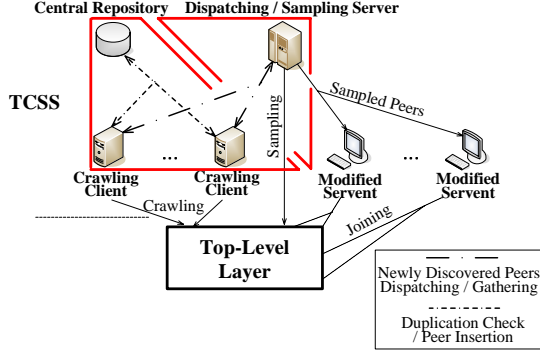 Central Repository
Dispatching / Sampling Server
TCSS
Sampled Peers
Sampling
...
...
Crawling
Client
Crawling
Client
Modified
Servent
Modified
Servent
Crawling
Joining
Top-Level
Layer
Newly Discovered Peers
Dispatching / Gathering
Duplication Check
/ Peer Insertion